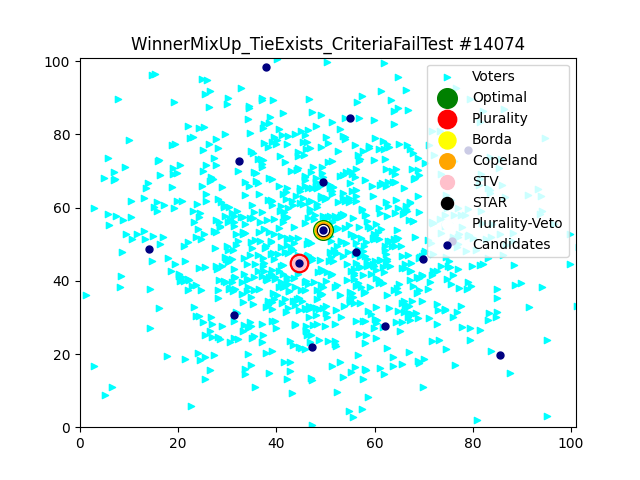 WinnerMixUp_TieExists_CriteriaFailTest #14074
Voters
Optimal
Plurality
Borda
Copeland
STV
STAR
Plurality-Veto
Candidates
100
80
60
40
20
0
0 20 40 60 80 100